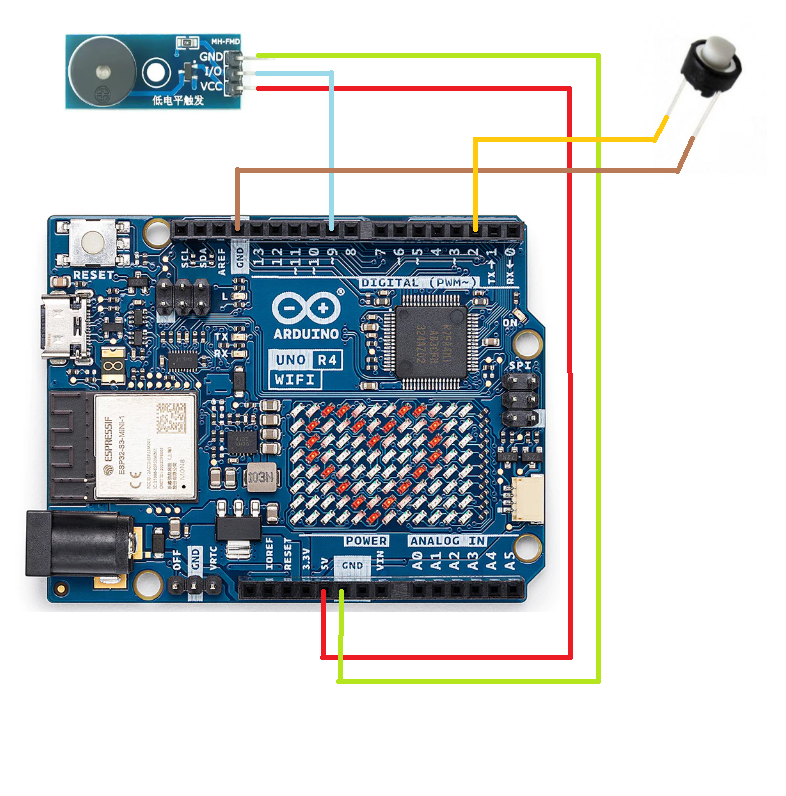 MH-FMD
GND
I/O
VCC
低电平触发
RESET
SCL
SDA
AREF
GND
13
12
~11
~10
~9
8
7
~6
~5
4
~3
2
TX→1
RX←0
DIGITAL (PWM~)
L
TX
RX
ARDUINO
UNO R4
WIFI
ON
SPI
ESPRESSIF
ESP32-S3-MINI-1
CE
103N
POWER
ANALOG IN
OFF
GND
VRTC
IOREF
RESET
3.3V
5V
GND
VIN
A0
A1
A2
A3
A4
A5